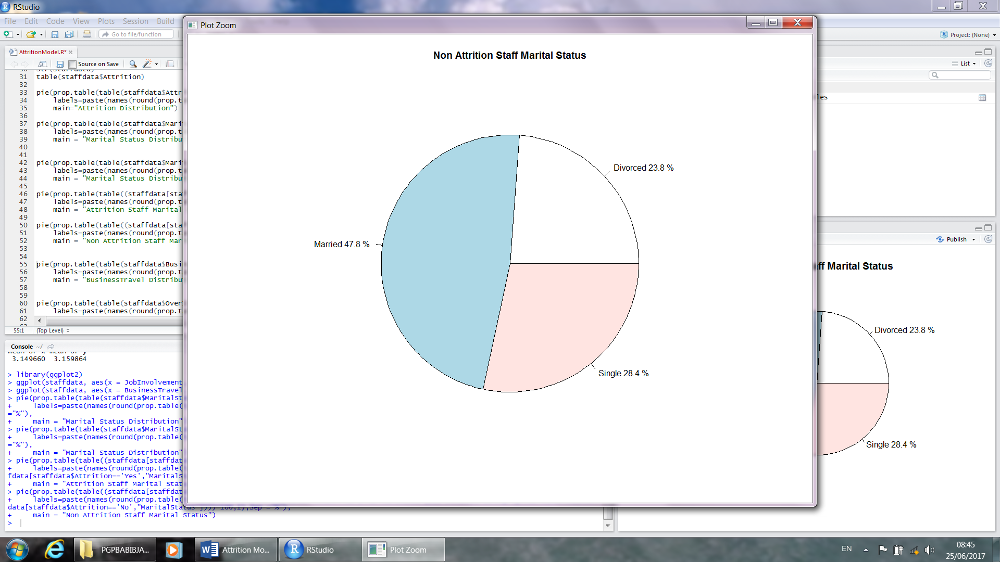 RStudio
File Edit Code View Plots Session Build
Plot Zoom
Go to file/function
Project: (None)
AttritionModel.R*
Source on Save
List
31 table(staffdata$Attrition)
32
33 pie(prop.table(table(staffdata$Attr
34 labels=paste(names(round(prop.t
35 main="Attrition Distribution")
36
37 pie(prop.table(table(staffdata$Mari
38 labels=paste(names(round(prop.t
39 main = "Marital Status Distribu
40
41
42 pie(prop.table(table(staffdata$Mari
43 labels=paste(names(round(prop.t
44 main = "Marital Status Distribu
45
46 pie(prop.table(table((staffdata[sta
47 labels=paste(names(round(prop.t
48 main = "Attrition Staff Marital
49
50 pie(prop.table(table((staffdata[sta
51 labels=paste(names(round(prop.t
52 main = "Non Attrition Staff Mar
53
54
55 pie(prop.table(table(staffdata$Busi
56 labels=paste(names(round(prop.t
57 main = "BusinessTravel Distribu
58
59
60 pie(prop.table(table(staffdata$Over
61 labels=paste(names(round(prop.t
62
55:1 (Top Level)
Console ~/
3.149660 3.159864
> library(ggplot2)
> ggplot(staffdata, aes(x = JobInvolvement
> ggplot(staffdata, aes(x = BusinessTravel
> pie(prop.table(table(staffdata$MaritalSt
+ labels=paste(names(round(prop.table(
="%"),
+ main = "Marital Status Distribution"
> pie(prop.table(table(staffdata$MaritalSt
+ labels=paste(names(round(prop.table(
="%"),
+ main = "Marital Status Distribution"
> pie(prop.table(table((staffdata[staffdat
+ labels=paste(names(round(prop.table(
fdata[staffdata$Attrition=='Yes',"MaritalS
+ main = "Attrition Staff Marital Stat
> pie(prop.table(table((staffdata[staffdat
+ labels=paste(names(round(prop.table(
data[staffdata$Attrition=='No',"MaritalStatus
+ main = "Non Attrition Staff Marital Status")
>
Non Attrition Staff Marital Status
Divorced 23.8 %
Married 47.8 %
Single 28.4 %
les
Publish
ff Marital Status
Divorced 23.8 %
Single 28.4 %
PGPBABIBJA...
Attrition Mo...
RStudio
Plot Zoom
EN
08:45
25/06/2017